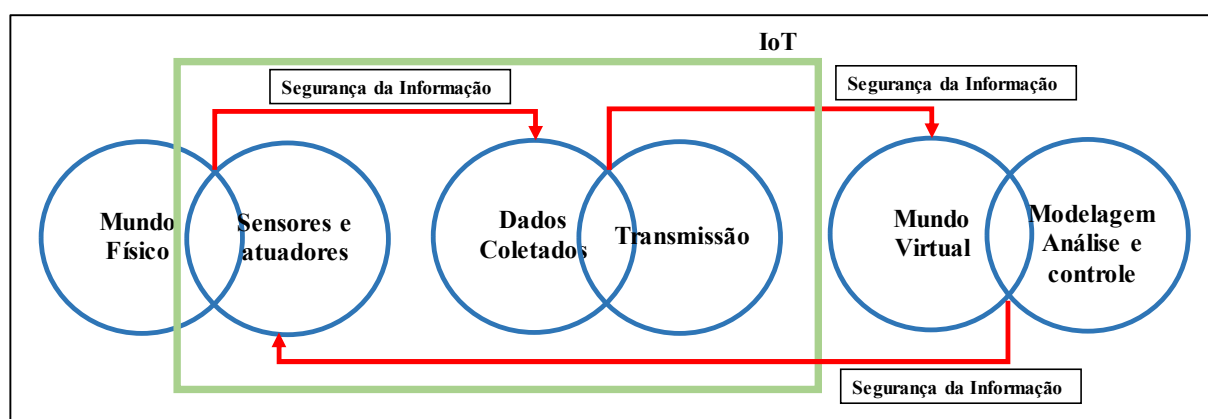 IoT
Segurança da Informação
Segurança da Informação
Mundo
Físico
Sensores e
atuadores
Dados
Coletados
Transmissão
Mundo
Virtual
Modelagem
Análise e
controle
Segurança da Informação